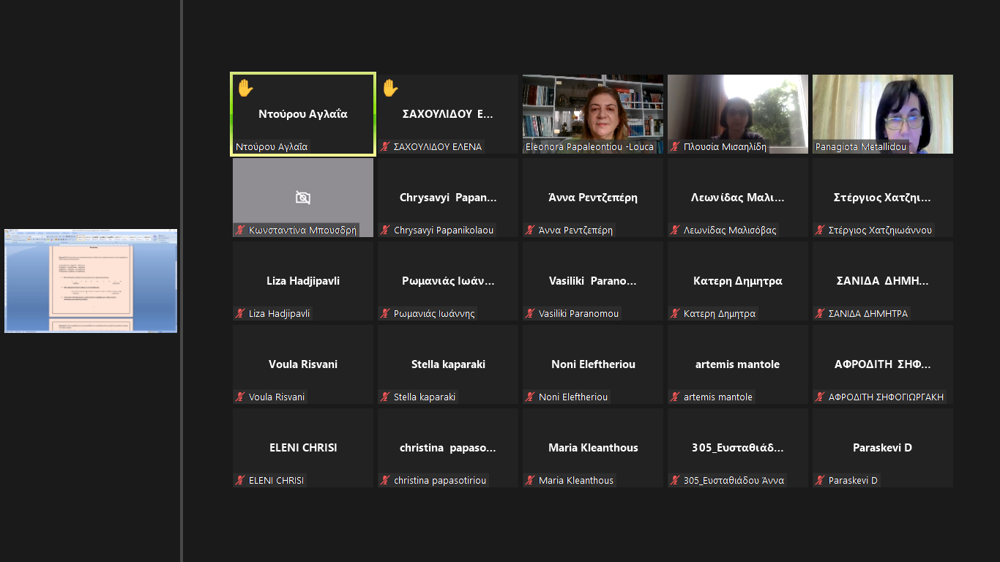 Ντούρου Αγλαΐα
Ντούρου Αγλαΐα
ΣΑΧΟΥΛΙΔΟΥ Ε...
ΣΑΧΟΥΛΙΔΟΥ ΕΛΕΝΑ
Eleonora Papaleontiou -Louca
Πλουσία Μισαηλίδη
Panagiota Metallidou
Κωνσταντίνα Μπουσδρή
Chrysavyi Papan...
Chrysavyi Papanikolaou
Άννα Ρεντζεπέρη
Άννα Ρεντζεπέρη
Λεωνίδας Μαλι...
Λεωνίδας Μαλισόβας
Στέργιος Χατζηι...
Στέργιος Χατζηιωάννου
Liza Hadjipavli
Liza Hadjipavli
Ρωμανιάς Ιωάν...
Ρωμανιάς Ιωάννης
Vasiliki Parano...
Vasiliki Paranomou
Κατερη Δημητρα
Κατερη Δημητρα
ΣΑΝΙΔΑ ΔΗΜΗ...
ΣΑΝΙΔΑ ΔΗΜΗΤΡΑ
Voula Risvani
Voula Risvani
Stella kaparaki
Stella kaparaki
Noni Eleftheriou
Noni Eleftheriou
artemis mantole
artemis mantole
ΑΦΡΟΔΙΤΗ ΣΗΦ...
ΑΦΡΟΔΙΤΗ ΣΗΦΟΓΙΩΡΓΑΚΗ
ELENI CHRISI
ELENI CHRISI
christina papaso...
christina papasotiriou
Maria Kleanthous
Maria Kleanthous
305_Ευσταθιάδ...
305_Ευσταθιάδου Άννα
Paraskevi D
Paraskevi D